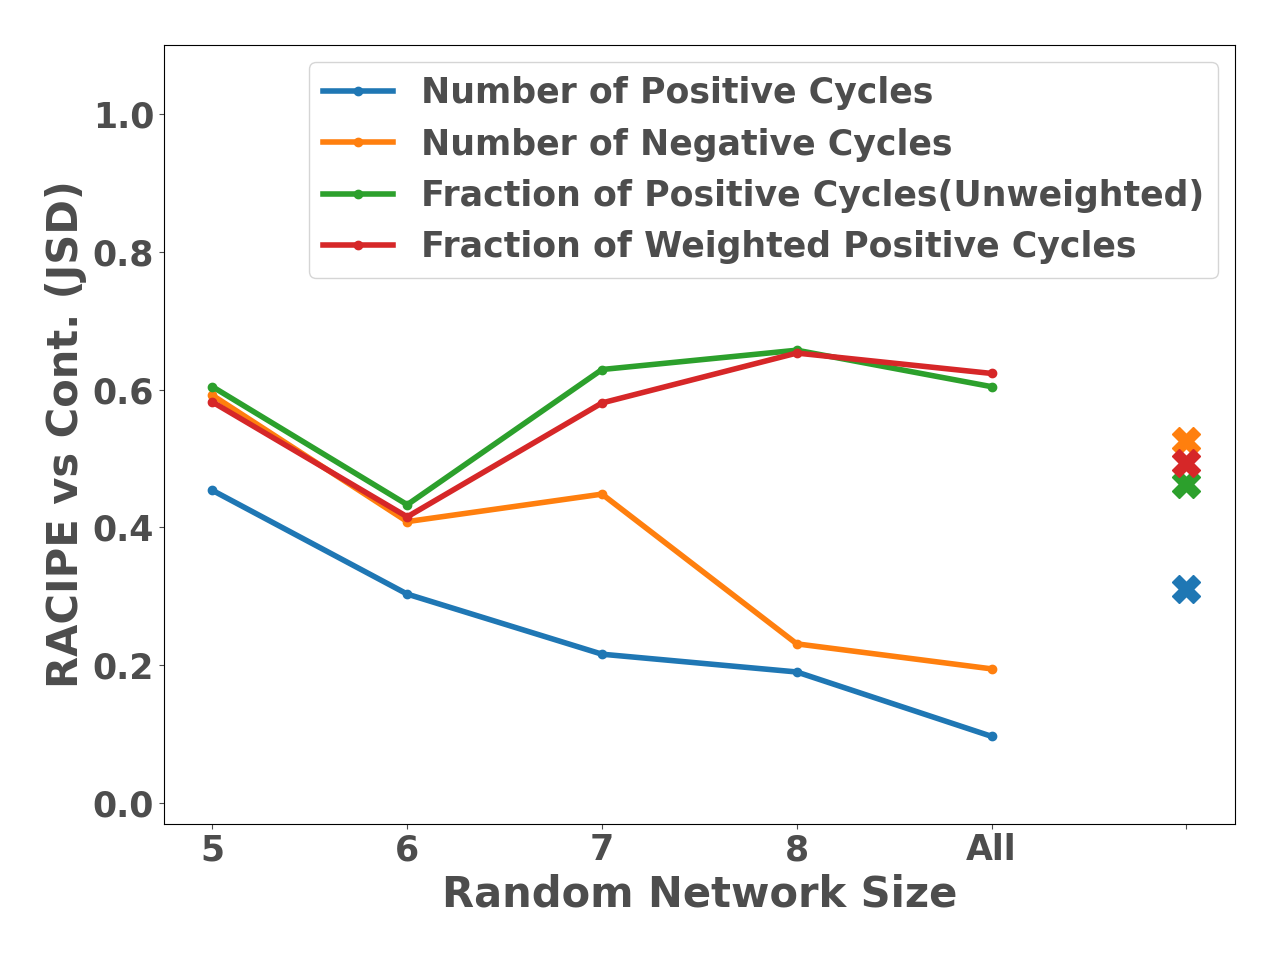 RACIPE vs Cont. (JSD)
1.0
0.8
0.6
0.4
0.2
0.0
Number of Positive Cycles
Number of Negative Cycles
Fraction of Positive Cycles(Unweighted)
Fraction of Weighted Positive Cycles
5 6 7 8 All
Random Network Size